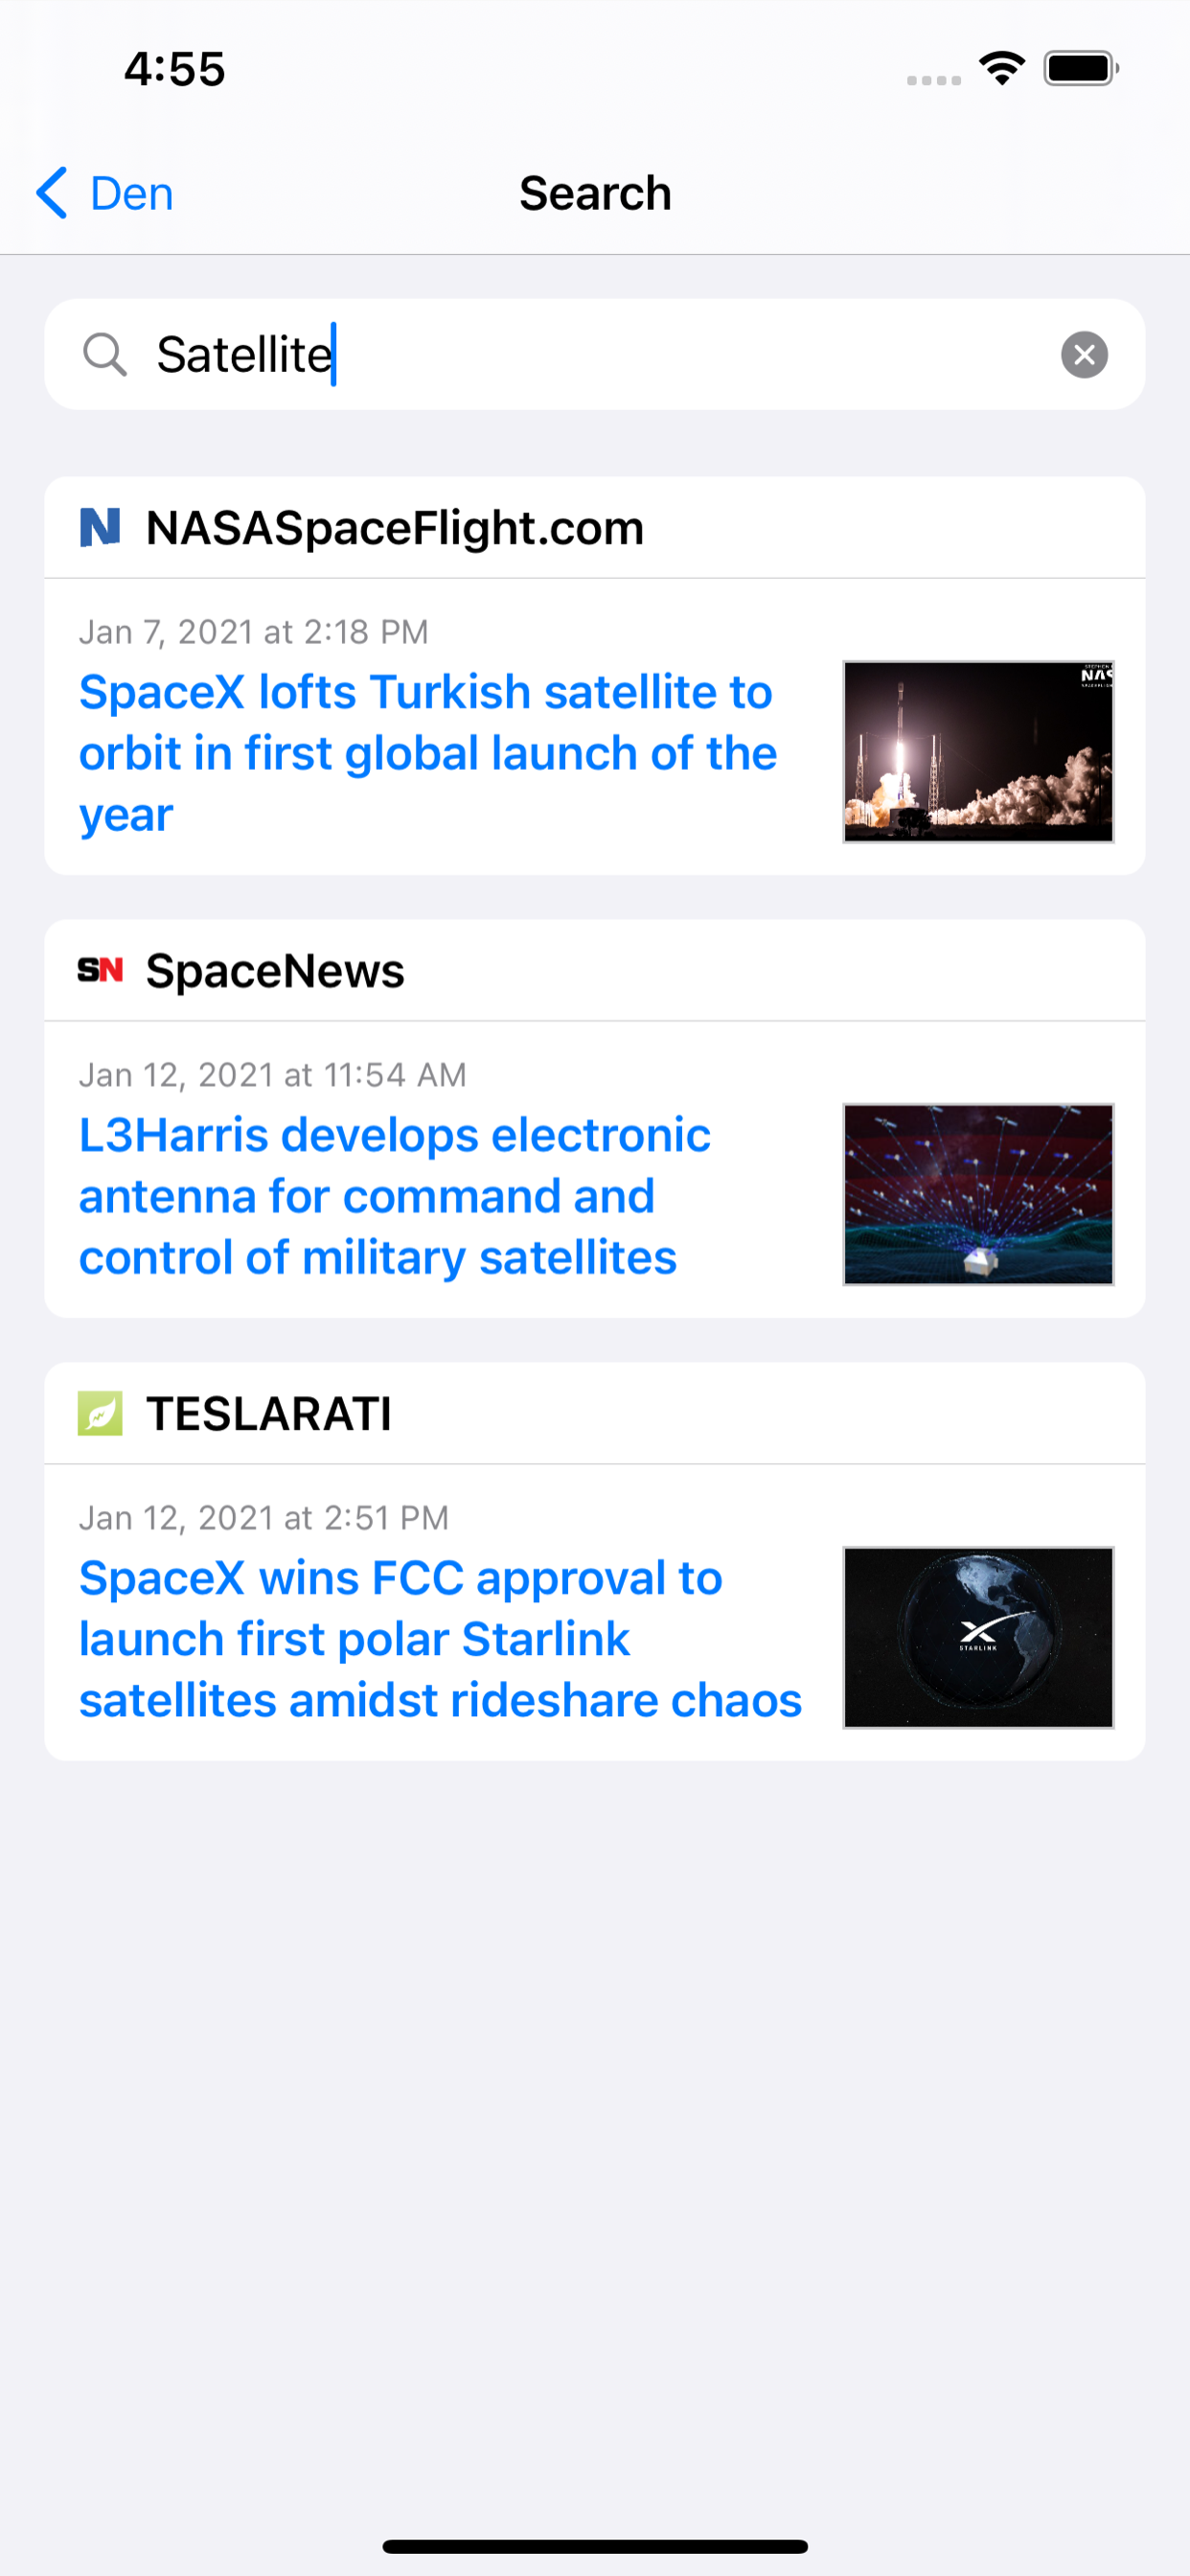 4:55
Den
Search
Satellite
N NASASpaceFlight.com
Jan 7, 2021 at 2:18 PM
SpaceX lofts Turkish satellite to
orbit in first global launch of the
year
SN SpaceNews
Jan 12, 2021 at 11:54 AM
L3Harris develops electronic
antenna for command and
control of military satellites
TESLARATI
Jan 12, 2021 at 2:51 PM
SpaceX wins FCC approval to
launch first polar Starlink
satellites amidst rideshare chaos
STARLINK